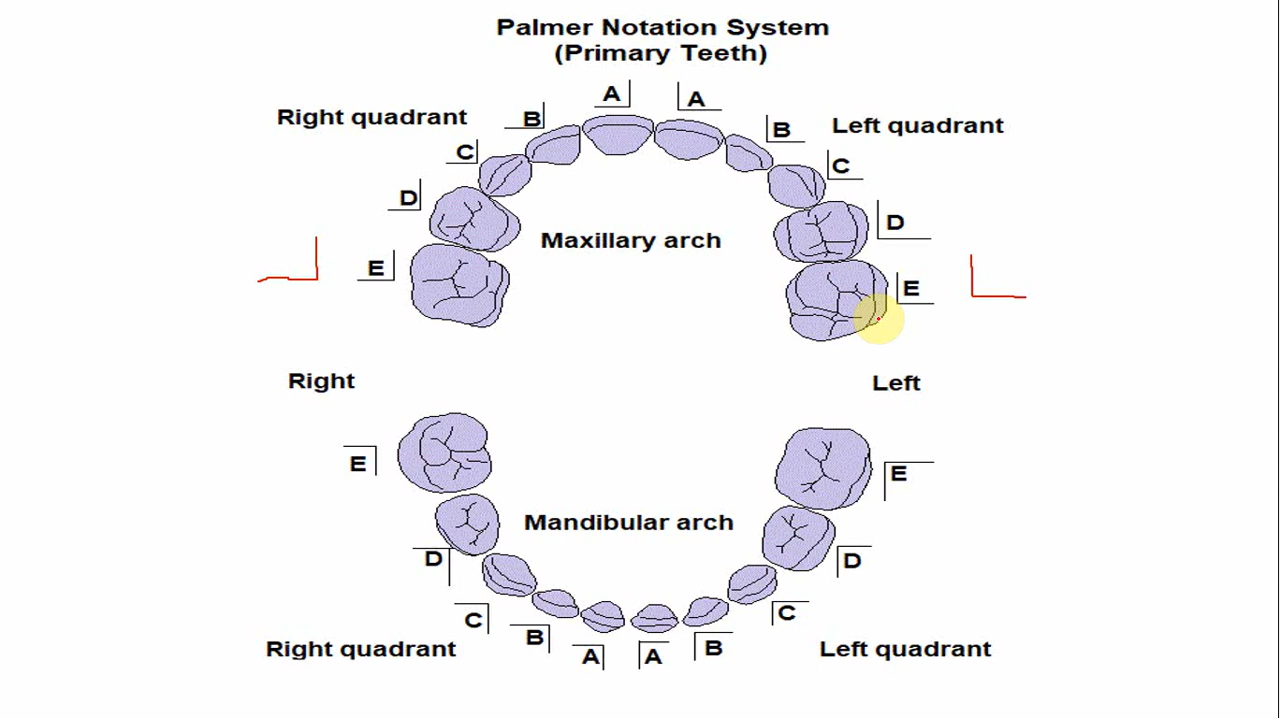 Palmer Notation System
(Primary Teeth)
A
A
Right quadrant
B
B
Left quadrant
C
C
D
D
Maxillary arch
E
E
Right
Left
E
E
Mandibular arch
D
D
C
C
B
B
A
A
Right quadrant
Left quadrant